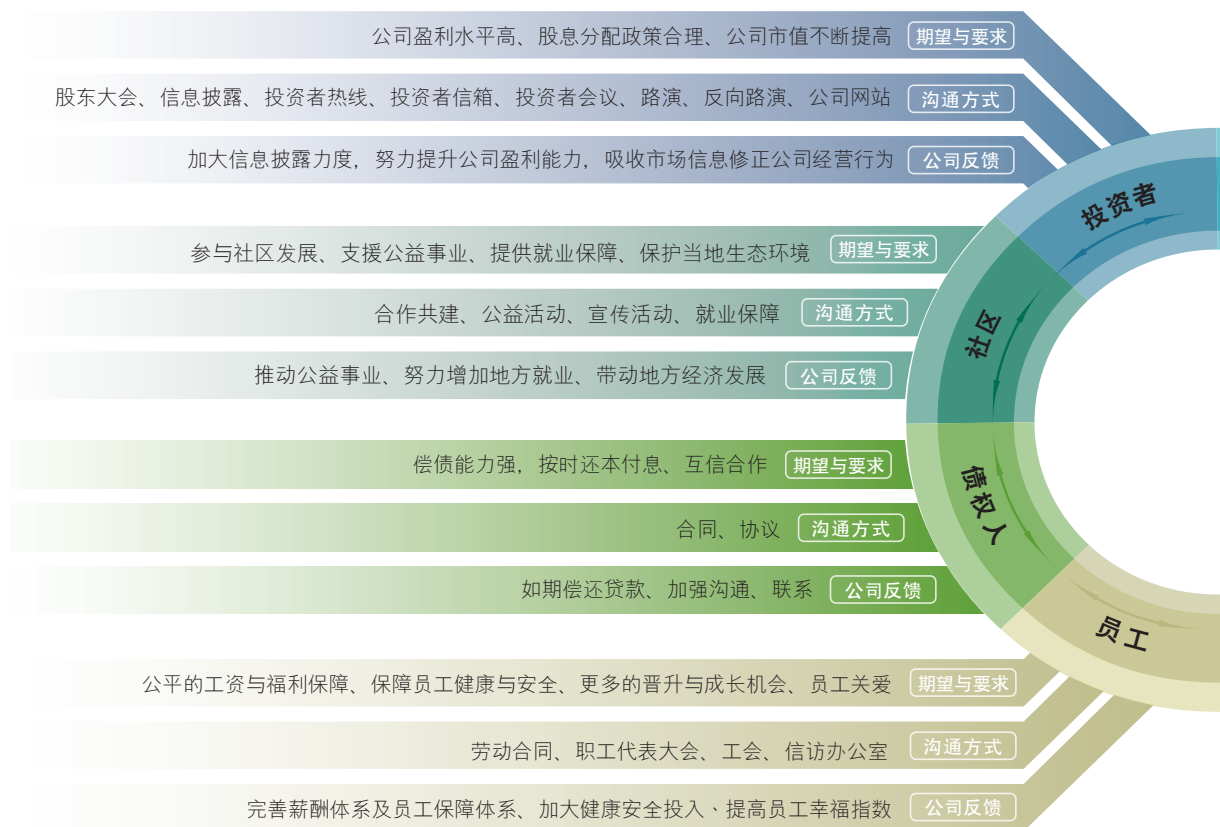 公司盈利水平高、股息分配政策合理、公司市值不断提高 期望与要求
股东大会、信息披露、投资者热线、投资者信箱、投资者会议、路演、反向路演、公司网站 沟通方式
加大信息披露力度，努力提升公司盈利能力，吸收市场信息修正公司经营行为 公司反馈
投资者
参与社区发展、支援公益事业、提供就业保障、保护当地生态环境 期望与要求
合作共建、公益活动、宣传活动、就业保障 沟通方式
推动公益事业、努力增加地方就业、带动地方经济发展 公司反馈
社区
偿债能力强，按时还本付息、互信合作 期望与要求
合同、协议 沟通方式
如期偿还贷款、加强沟通、联系 公司反馈
债权人
公平的工资与福利保障、保障员工健康与安全、更多的晋升与成长机会、员工关爱 期望与要求
劳动合同、职工代表大会、工会、信访办公室 沟通方式
完善薪酬体系及员工保障体系、加大健康安全投入、提高员工幸福指数 公司反馈
员工